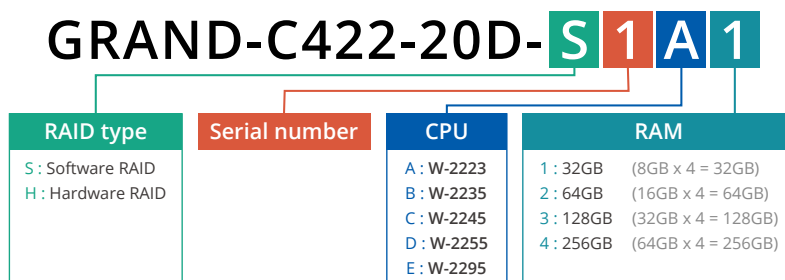 GRAND-C422-20D-S1A1
RAID type
S : Software RAID
H : Hardware RAID
Serial number
CPU
A : W-2223
B : W-2235
C : W-2245
D : W-2255
E : W-2295
RAM
1 : 32GB (8GB x 4 = 32GB)
2 : 64GB (16GB x 4 = 64GB)
3 : 128GB (32GB x 4 = 128GB)
4 : 256GB (64GB x 4 = 256GB)